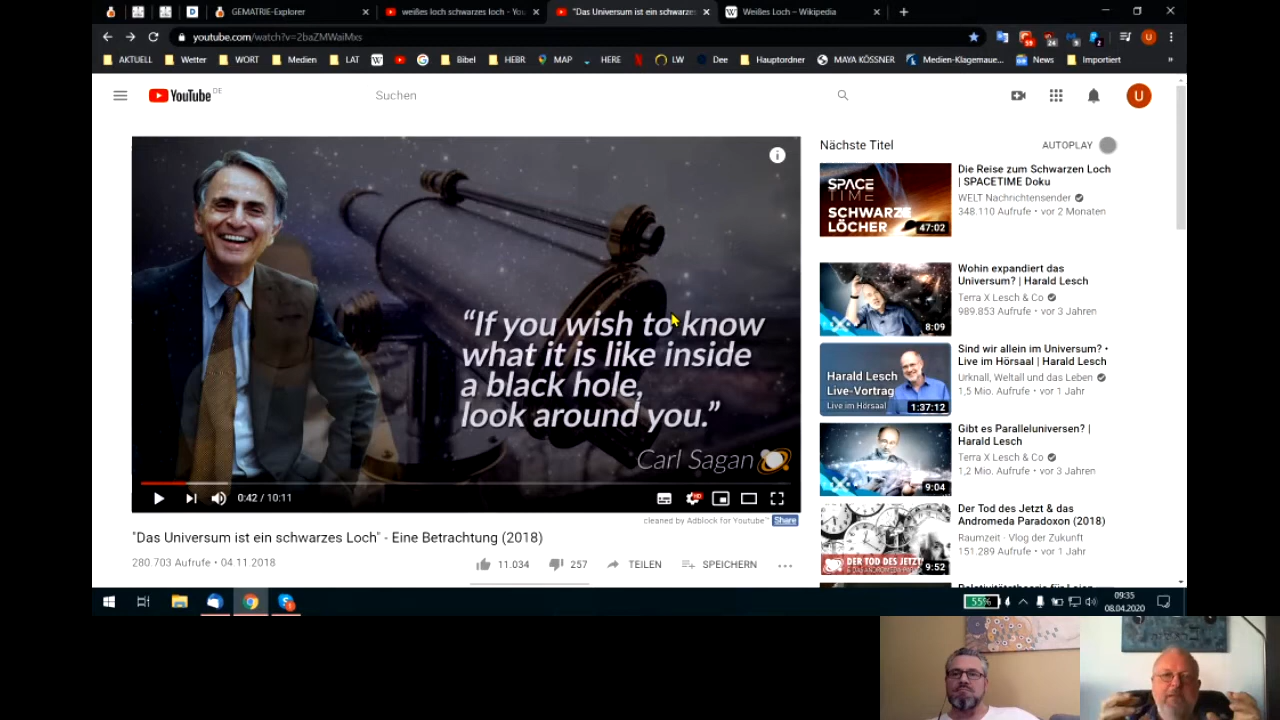 GEMATRIE-Explorer
weißes loch schwarzes loch - You
"Das Universum ist ein schwarzes
Weißes Loch – Wikipedia
youtube.com/watch?v=2baZMWaiMxs
59
24
9
2
U
AKTUELL
Wetter
WORT
Medien
LAT
Bibel
HEBR
MAP
HERE
LW
Dee
Hauptordner
MAYA KÖSSNER
Medien-Klagemaue...
News
Importiert
YouTube DE
Suchen
U
"If you wish to know
what it is like inside
a black hole,
look around you."
Carl Sagan
0:42 / 10:11
HD
cleaned by Adblock for Youtube™
Share
"Das Universum ist ein schwarzes Loch" - Eine Betrachtung (2018)
280.703 Aufrufe • 04.11.2018
11.034
257
TEILEN
SPEICHERN
Nächste Titel
AUTOPLAY
SPACE
TIME
SCHWARZE
LÖCHER
47:02
Die Reise zum Schwarzen Loch
| SPACETIME Doku
WELT Nachrichtensender
348.110 Aufrufe • vor 2 Monaten
8:09
Wohin expandiert das
Universum? | Harald Lesch
Terra X Lesch & Co
989.853 Aufrufe • vor 3 Jahren
Harald Lesch
Live-Vortrag
Live im Hörsaal
1:37:12
Sind wir allein im Universum? •
Live im Hörsaal | Harald Lesch
Urknall, Weltall und das Leben
1,5 Mio. Aufrufe • vor 1 Jahr
9:04
Gibt es Paralleluniversen? |
Harald Lesch
Terra X Lesch & Co
1,2 Mio. Aufrufe • vor 3 Jahren
DER TOD DES JETZT
9:52
Der Tod des Jetzt & das
Andromeda Paradoxon (2018)
Raumzeit - Vlog der Zukunft
151.289 Aufrufe • vor 1 Jahr
55%
09:35
08.04.2020